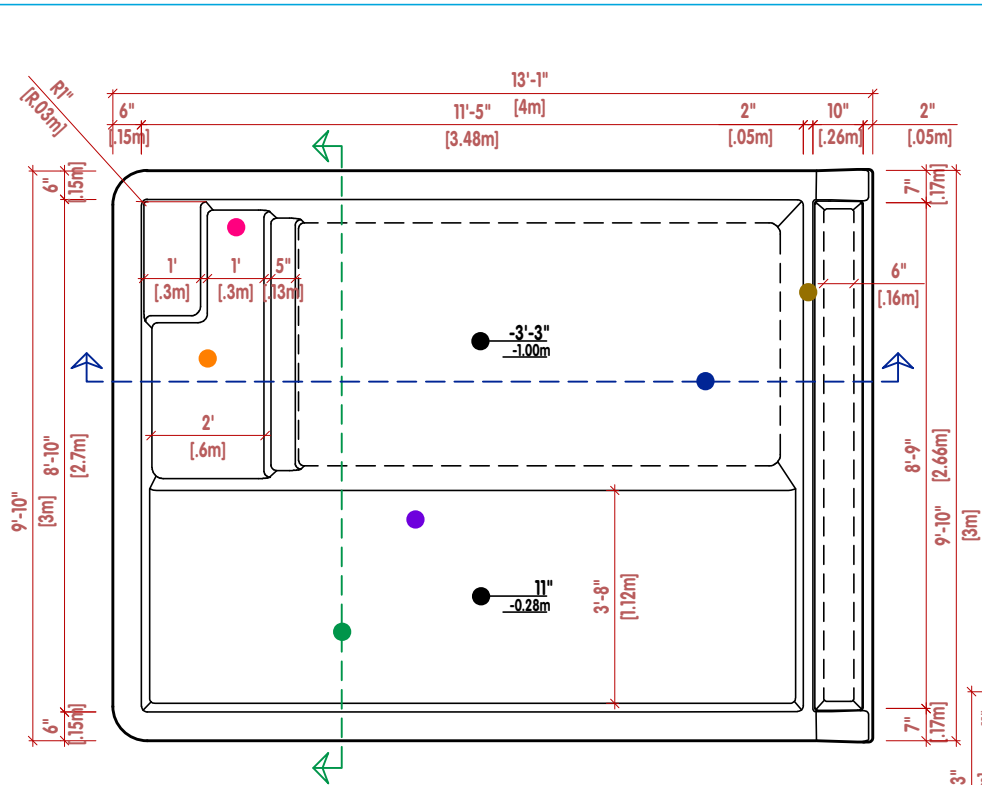 13'-1"
[4m]
6"
[.15m]
11'-5"
[3.48m]
2"
[.05m]
10"
[.26m]
2"
[.05m]
R1"
[R.03m]
6"
[.15m]
7"
[.17m]
1'
[.3m]
1'
[.3m]
5"
[.13m]
6"
[.16m]
-3'-3"
-1.00m
2'
[.6m]
8'-10"
[2.7m]
9'-10"
[3m]
8'-9"
[2.66m]
9'-10"
[3m]
11"
-0.28m
3'-8"
[1.12m]
6"
[.15m]
7"
[.17m]
3"